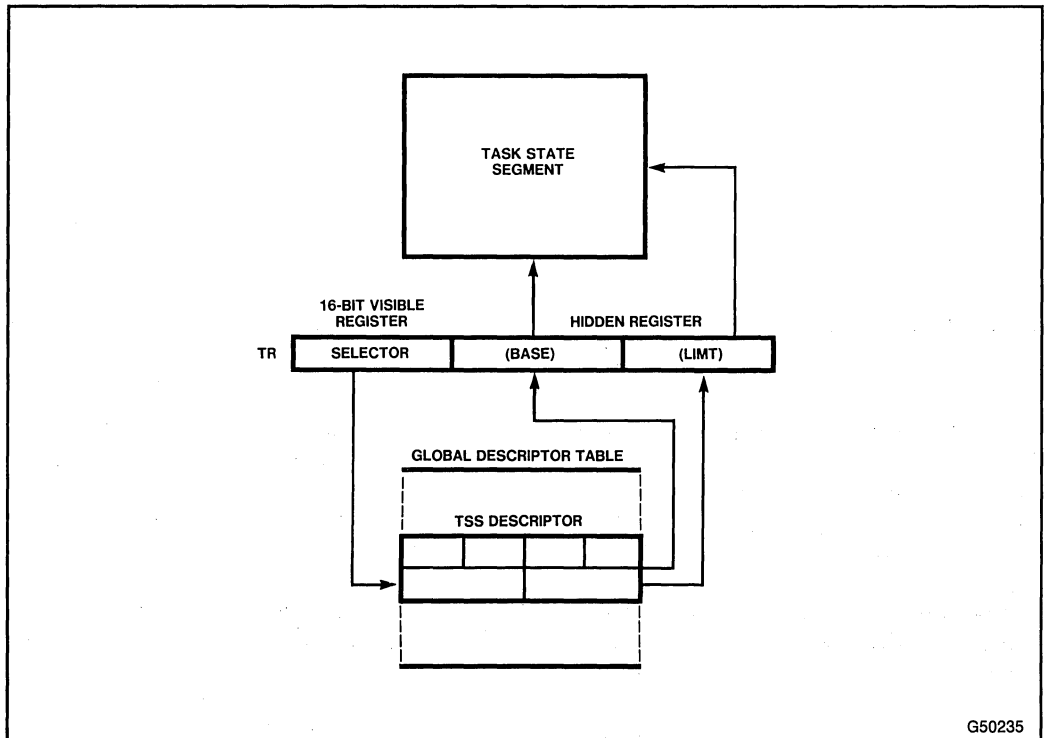 TASK STATE
SEGMENT
16-BIT VISIBLE
REGISTER
HIDDEN REGISTER
TR
SELECTOR
(BASE)
(LIMT)
GLOBAL DESCRIPTOR TABLE
TSS DESCRIPTOR
G50235